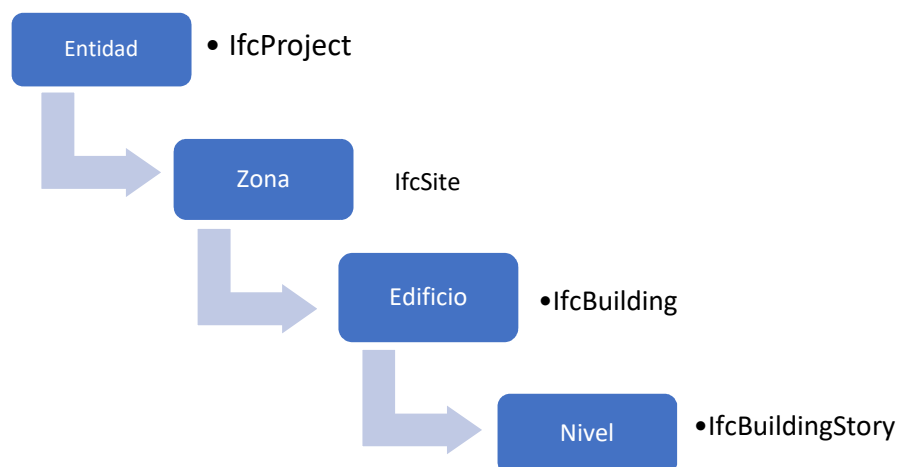 Entidad
• IfcProject
Zona
IfcSite
Edificio
•IfcBuilding
Nivel
•IfcBuildingStory